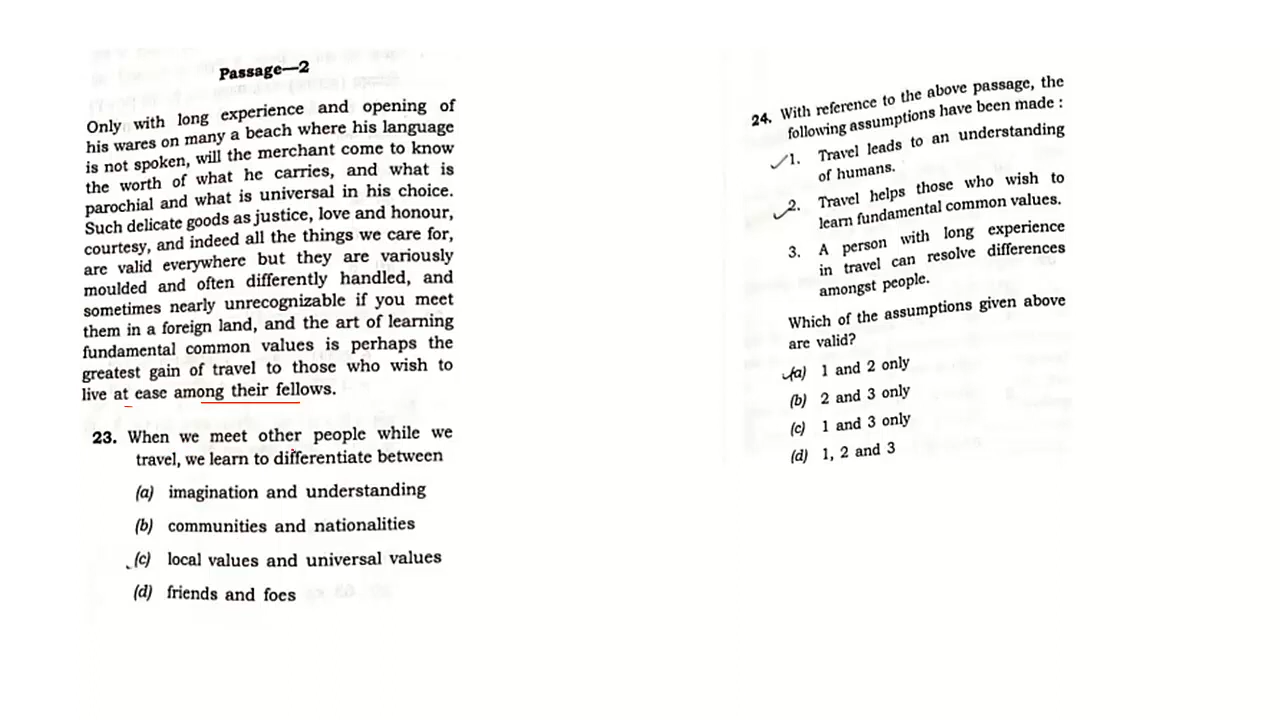 Passage—2
Only with long experience and opening of
his wares on many a beach where his language
is not spoken, will the merchant come to know
the worth of what he carries, and what is
parochial and what is universal in his choice.
Such delicate goods as justice, love and honour,
courtesy, and indeed all the things we care for,
are valid everywhere but they are variously
moulded and often differently handled, and
sometimes nearly unrecognizable if you meet
them in a foreign land, and the art of learning
fundamental common values is perhaps the
greatest gain of travel to those who wish to
live at ease among their fellows.
23. When we meet other people while we
travel, we learn to differentiate between
(a) imagination and understanding
(b) communities and nationalities
(c) local values and universal values
(d) friends and foes
24. With reference to the above passage, the
following assumptions have been made :
1. Travel leads to an understanding
of humans.
2. Travel helps those who wish to
learn fundamental common values.
3. A person with long experience
in travel can resolve differences
amongst people.
Which of the assumptions given above
are valid?
(a) 1 and 2 only
(b) 2 and 3 only
(c) 1 and 3 only
(d) 1, 2 and 3